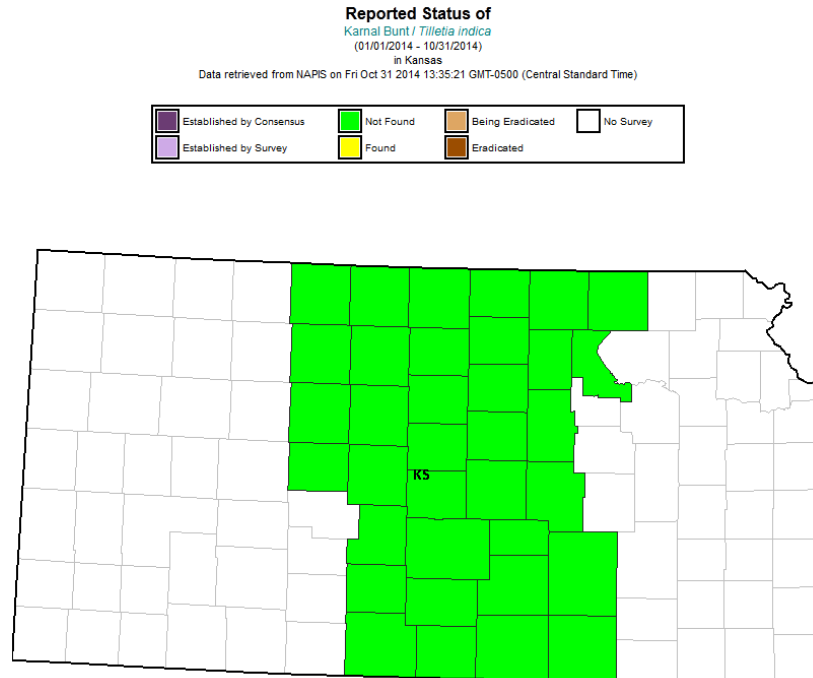 Reported Status of
Karnal Bunt / Tilletia indica
(01/01/2014 - 10/31/2014)
in Kansas
Data retrieved from NAPIS on Fri Oct 31 2014 13:35:21 GMT-0500 (Central Standard Time)
Established by Consensus Not Found Being Eradicated No Survey
Established by Survey Found Eradicated
KS